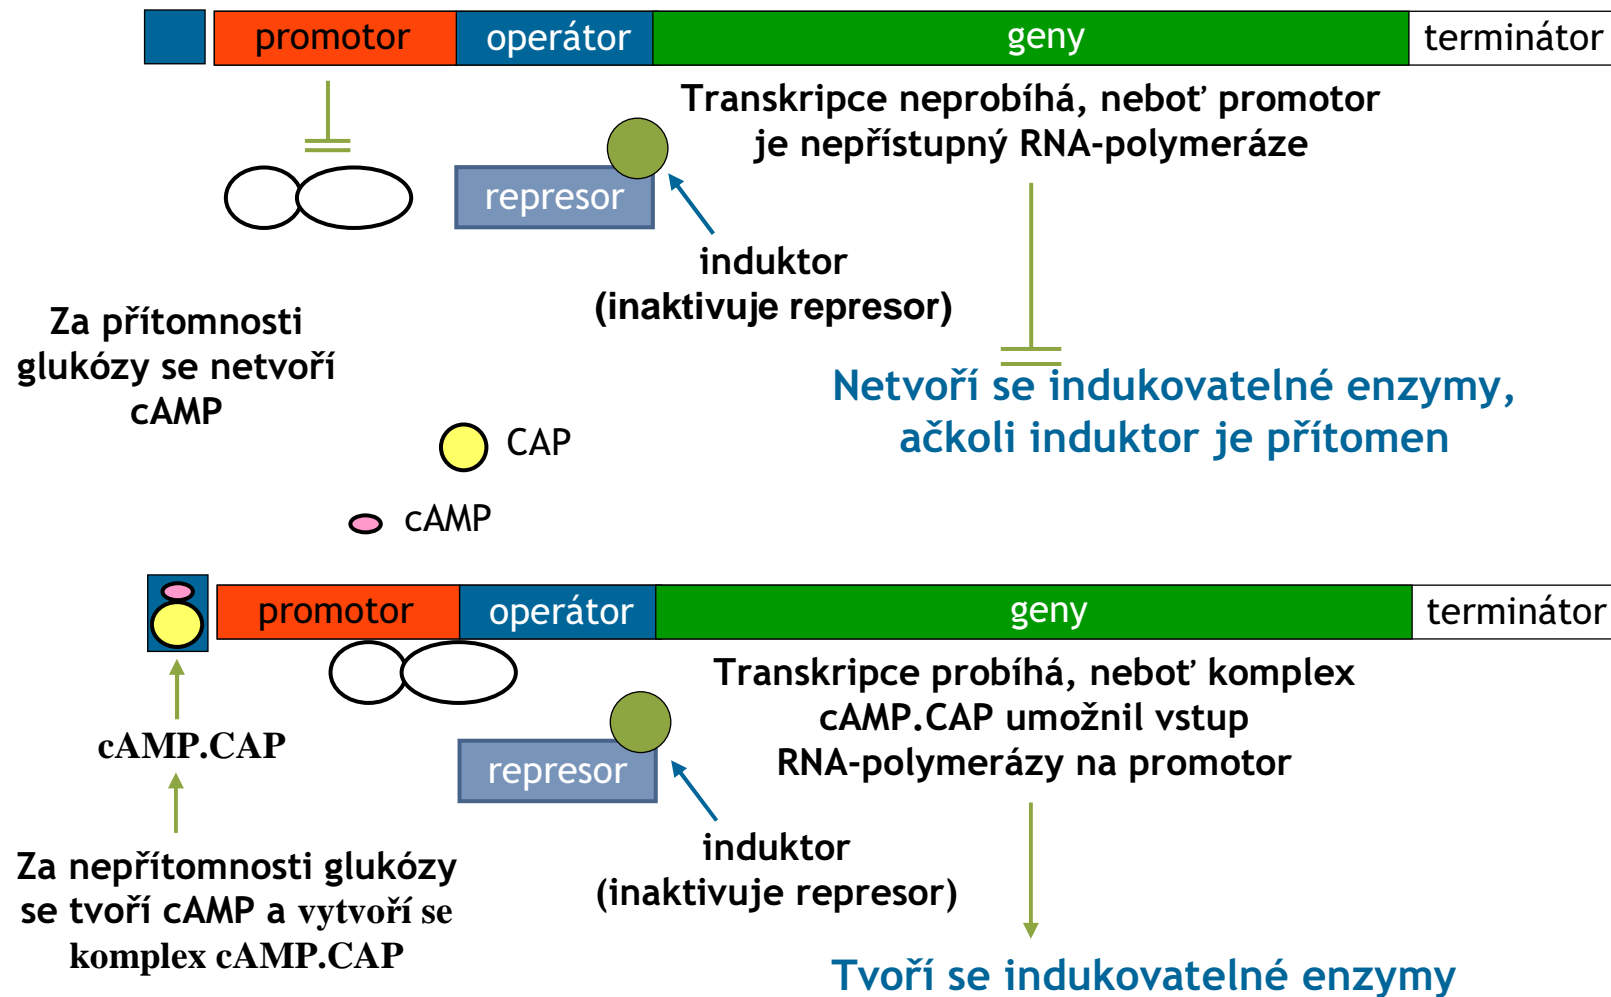 promotor operátor geny terminátor
Transkripce neprobíhá, neboť promotor
je nepřístupný RNA-polymeráze
represor
induktor
(inaktivuje represor)
Za přítomnosti
glukózy se netvoří
cAMP
Netvoří se indukovatelné enzymy,
ačkoli induktor je přítomen
CAP
cAMP
promotor operátor geny terminátor
Transkripce probíhá, neboť komplex
cAMP.CAP umožnil vstup
RNA-polymerázy na promotor
cAMP.CAP
represor
induktor
(inaktivuje represor)
Za nepřítomnosti glukózy
se tvoří cAMP a vytvoří se
komplex cAMP.CAP
Tvoří se indukovatelné enzymy